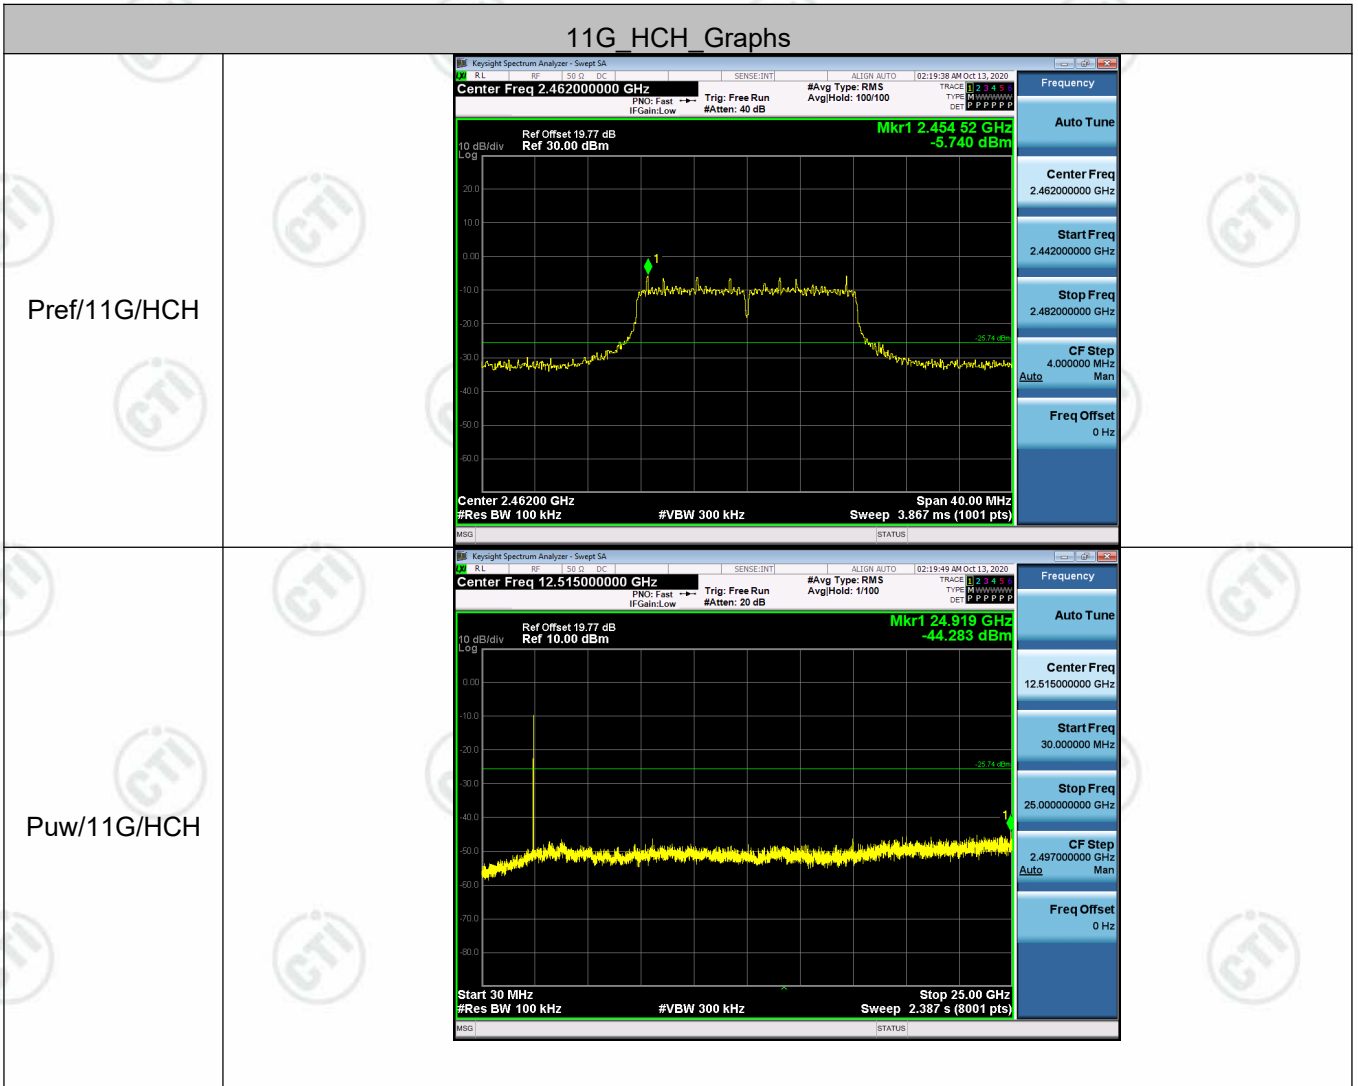 11G_HCH_Graphs
Pref/11G/HCH
Keysight Spectrum Analyzer - Swept SA
RL RF 50 Ω DC SENSE:INT ALIGN AUTO 02:19:38 AM Oct 13, 2020
Center Freq 2.462000000 GHz
PNO: Fast
IFGain:Low
Trig: Free Run
#Atten: 40 dB
#Avg Type: RMS
Avg|Hold: 100/100
TRACE 1 2 3 4 5 6
TYPE M WWWWW
DET P P P P P P
Mkr1 2.454 52 GHz
-5.740 dBm
Ref Offset 19.77 dB
10 dB/div Ref 30.00 dBm
Log
20.0
10.0
0.00
1
-10.0
-20.0
-25.74 dBm
-30.0
-40.0
-50.0
-60.0
Center 2.46200 GHz Span 40.00 MHz
#Res BW 100 kHz #VBW 300 kHz Sweep 3.867 ms (1001 pts)
MSG STATUS
Frequency
Auto Tune
Center Freq
2.462000000 GHz
Start Freq
2.442000000 GHz
Stop Freq
2.482000000 GHz
CF Step
4.000000 MHz
Auto Man
Freq Offset
0 Hz
Puw/11G/HCH
Keysight Spectrum Analyzer - Swept SA
RL RF 50 Ω DC SENSE:INT ALIGN AUTO 02:19:49 AM Oct 13, 2020
Center Freq 12.515000000 GHz
PNO: Fast
IFGain:Low
Trig: Free Run
#Atten: 20 dB
#Avg Type: RMS
Avg|Hold: 1/100
TRACE 1 2 3 4 5 6
TYPE M WWWWW
DET P P P P P P
Mkr1 24.919 GHz
-44.283 dBm
Ref Offset 19.77 dB
10 dB/div Ref 10.00 dBm
Log
0.00
-10.0
-20.0
-25.74 dBm
-30.0
-40.0
1
-50.0
-60.0
-70.0
-80.0
Start 30 MHz Stop 25.00 GHz
#Res BW 100 kHz #VBW 300 kHz Sweep 2.387 s (8001 pts)
MSG STATUS
Frequency
Auto Tune
Center Freq
12.515000000 GHz
Start Freq
30.000000 MHz
Stop Freq
25.000000000 GHz
CF Step
2.497000000 GHz
Auto Man
Freq Offset
0 Hz
CTI
CTI
CTI
CTI
CTI
CTI
CTI
CTI
CTI
CTI
CTI